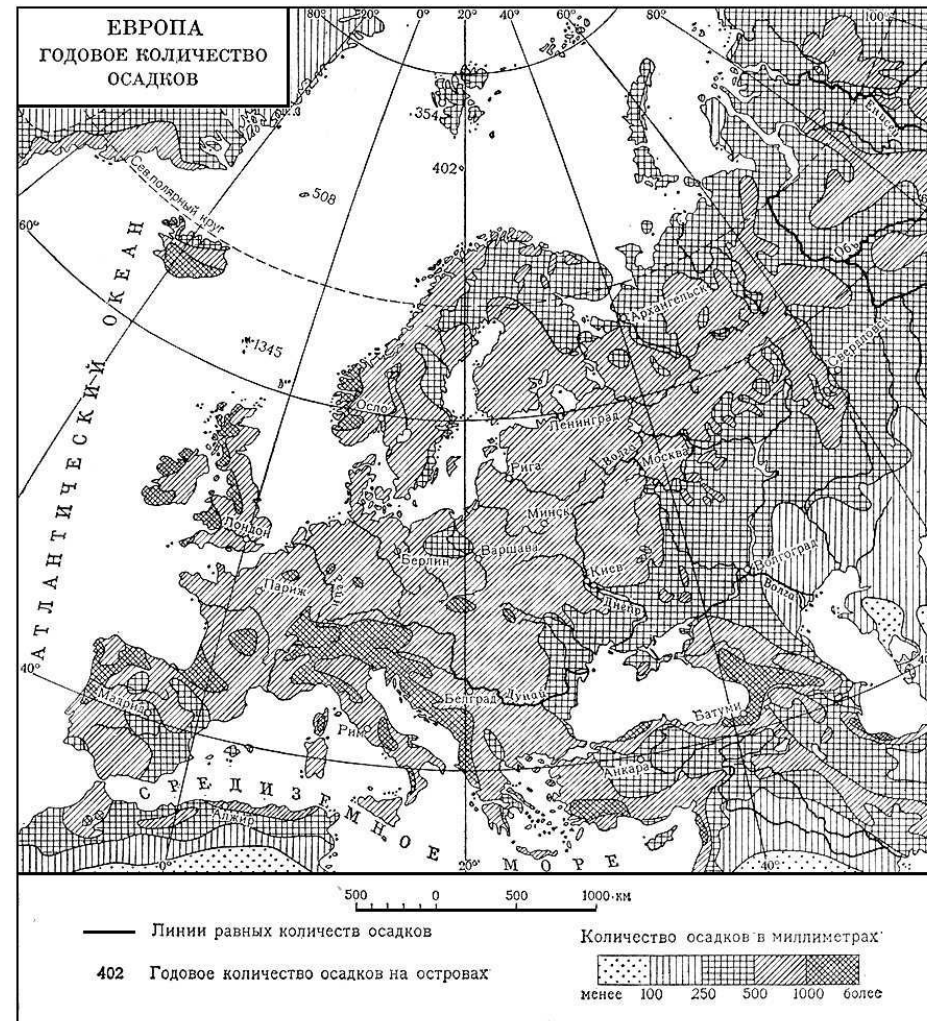 ЕВРОПА
ГОДОВОЕ КОЛИЧЕСТВО
ОСАДКОВ
80°
20°
0°
20°
40°
60°
80°
100°
354
402
508
Сев. полярный круг
60°
1345
АТЛАНТИЧЕСКИЙ ОКЕАН
Енисей
Обь
Архангельск
Свердловск
Осло
Ленинград
Рига
Волга
Москва
Минск
Лондон
Берлин
Варшава
Киев
Волгоград
Париж
Рейн
Днепр
Волга
40°
Мадрид
Белград
Дунай
Батуми
Рим
Анкара
СРЕДИЗЕМНОЕ МОРЕ
Алжир
0°
20°
40°
500 0 500 1000 км
Линии равных количеств осадков
402 Годовое количество осадков на островах
Количество осадков в миллиметрах
менее 100 250 500 1000 более